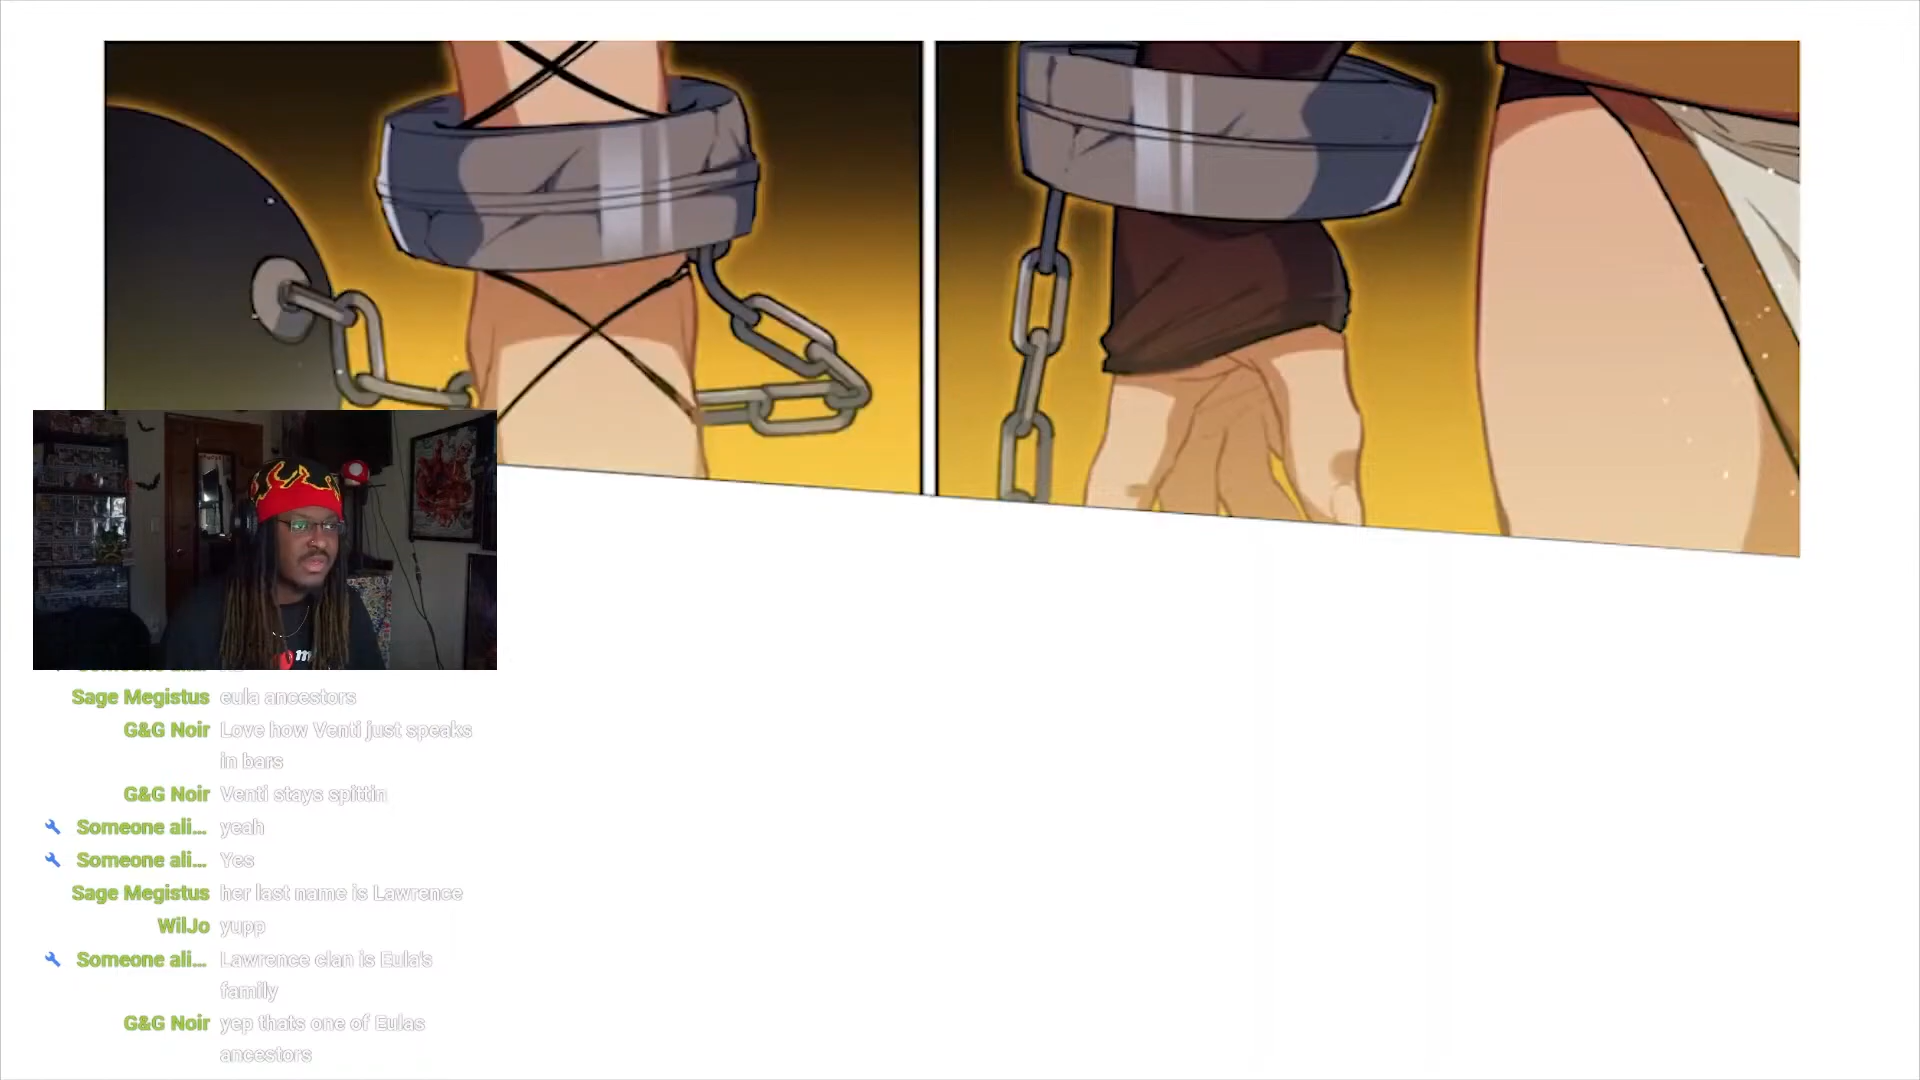 Sage Megistus eula ancestors
G&G Noir Love how Venti just speaks
in bars
G&G Noir Venti stays spittin
Someone ali... yeah
Someone ali... Yes
Sage Megistus her last name is Lawrence
WilJo yupp
Someone ali... Lawrence clan is Eula's
family
G&G Noir yep thats one of Eulas
ancestors